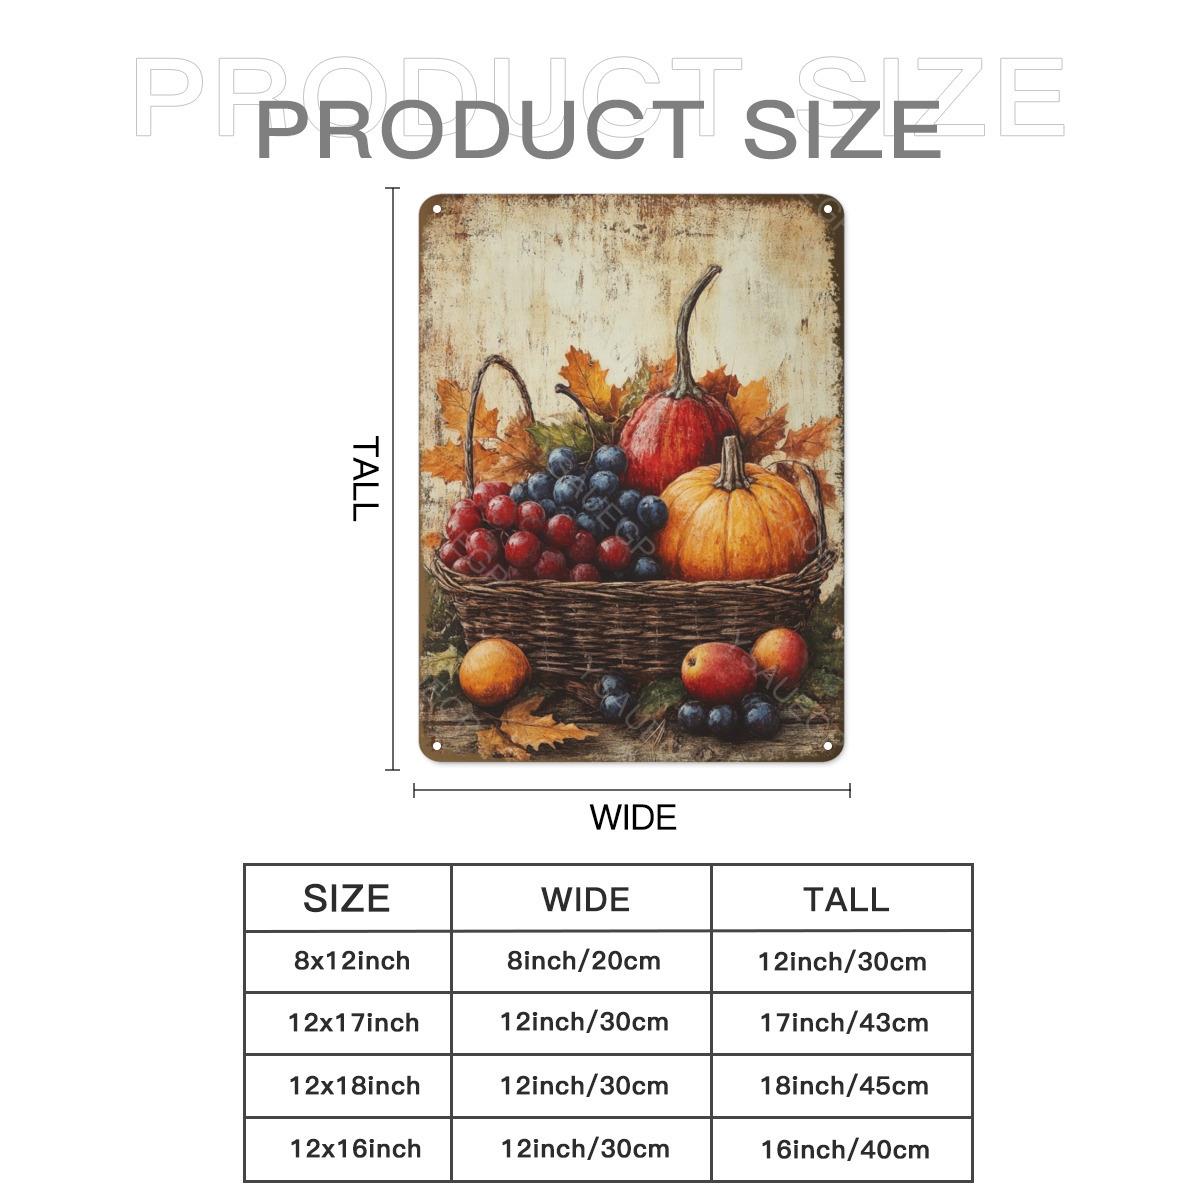 PRODUCT SIZE
PRODUCT SIZE
TALL
WIDE
SIZE WIDE TALL
8x12inch 8inch/20cm 12inch/30cm
12x17inch 12inch/30cm 17inch/43cm
12x18inch 12inch/30cm 18inch/45cm
12x16inch 12inch/30cm 16inch/40cm